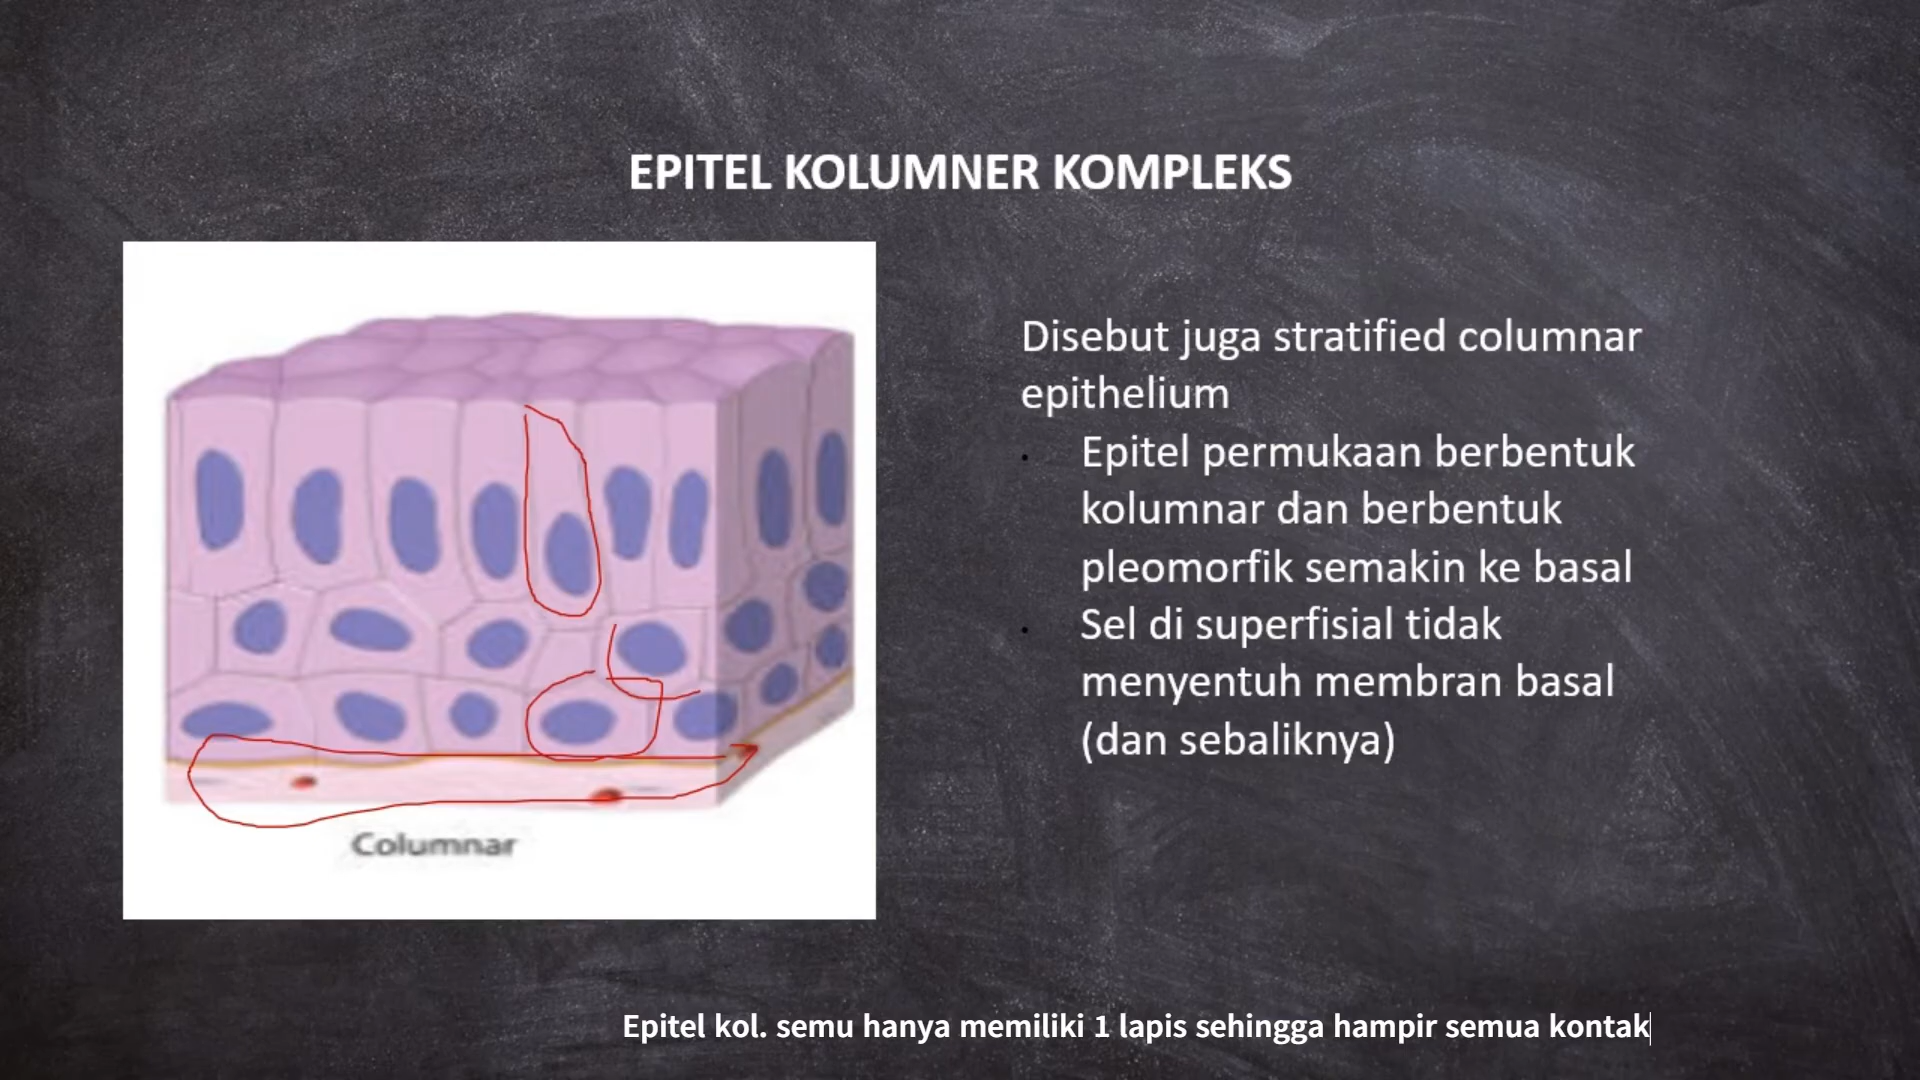 EPITEL KOLUMNER KOMPLEKS
Disebut juga stratified columnar
epithelium
Epitel permukaan berbentuk
kolumnar dan berbentuk
pleomorfik semakin ke basal
Sel di superfisial tidak
menyentuh membran basal
(dan sebaliknya)
Columnar
Epitel kol. semu hanya memiliki 1 lapis sehingga hampir semua kontak